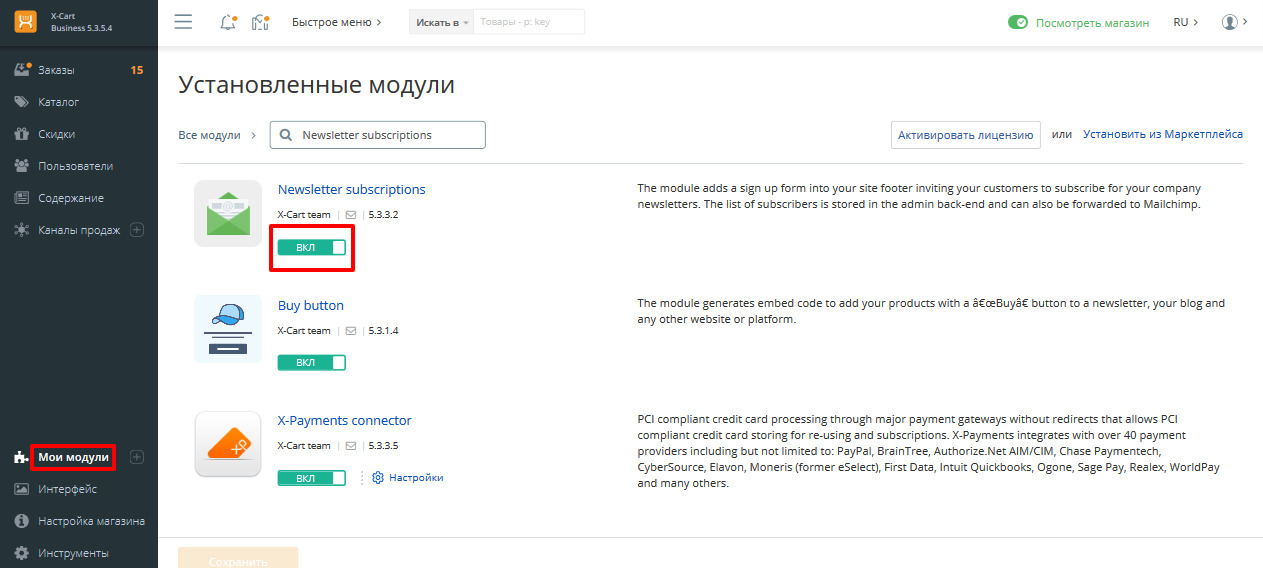 X-Cart
Business 5.3.5.4
Быстрое меню
Искать в
Товары - р: key
Посмотреть магазин
RU
Заказы 15
Каталог
Скидки
Пользователи
Содержание
Каналы продаж
Мои модули
Интерфейс
Настройка магазина
Инструменты
Установленные модули
Все модули
Newsletter subscriptions
Активировать лицензию или Установить из Маркетплейса
Newsletter subscriptions
X-Cart team 5.3.3.2
ВКЛ
The module adds a sign up form into your site footer inviting your customers to subscribe for your company
newsletters. The list of subscribers is stored in the admin back-end and can also be forwarded to Mailchimp.
Buy button
X-Cart team 5.3.1.4
ВКЛ
The module generates embed code to add your products with a â€œBuyâ€ button to a newsletter, your blog and
any other website or platform.
XP
X-Payments connector
X-Cart team 5.3.3.5
ВКЛ Настройки
PCI compliant credit card processing through major payment gateways without redirects that allows PCI
compliant credit card storing for re-using and subscriptions. X-Payments integrates with over 40 payment
providers including but not limited to: PayPal, BrainTree, Authorize.Net AIM/CIM, Chase Paymentech,
CyberSource, Elavon, Moneris (former eSelect), First Data, Intuit Quickbooks, Ogone, Sage Pay, Realex, WorldPay
and many others.
Сохранить